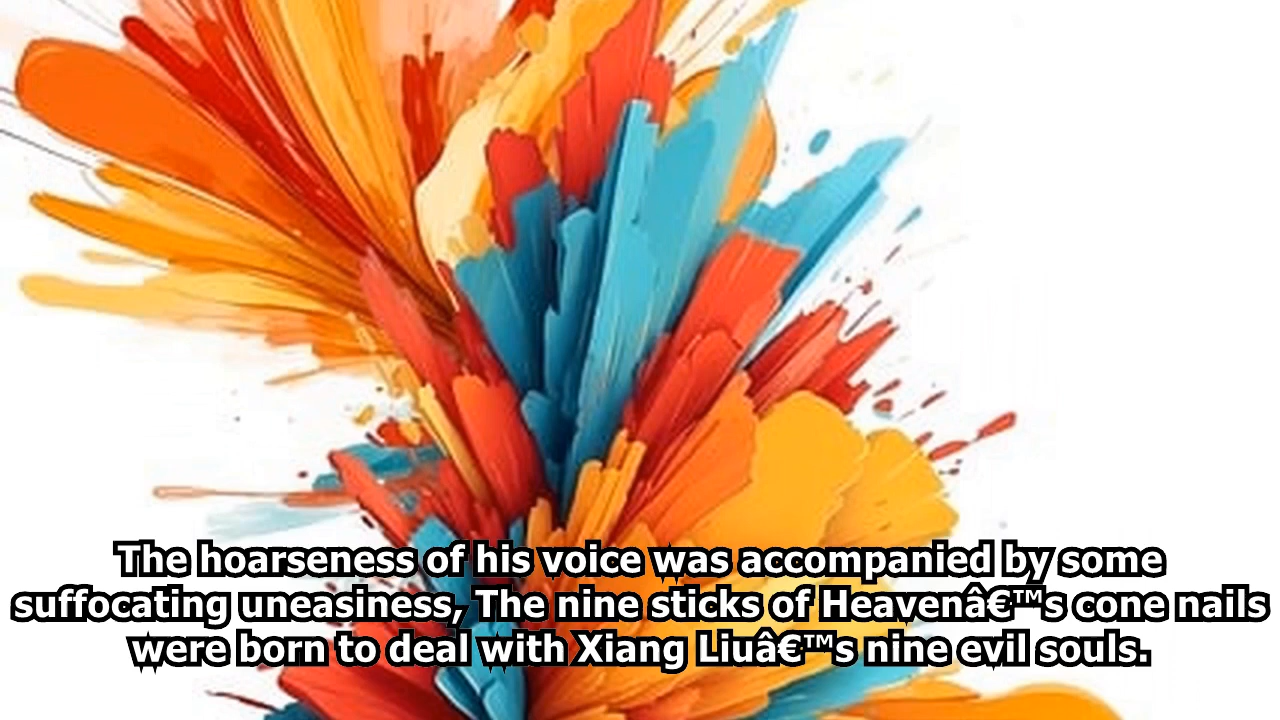 The hoarseness of his voice was accompanied by some
suffocating uneasiness, The nine sticks of Heavenâ€™s cone nails
were born to deal with Xiang Liuâ€™s nine evil souls.